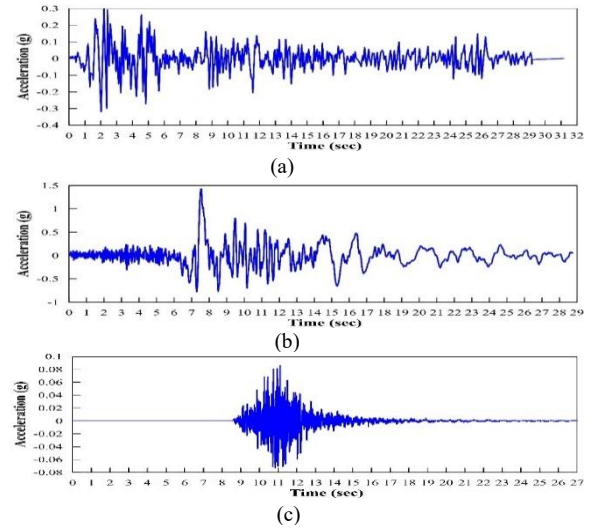 0.3
0.2
0.1
0
-0.1
-0.2
-0.3
-0.4
Acceleration (g)
0 1 2 3 4 5 6 7 8 9 10 11 12 13 14 15 16 17 18 19 20 21 22 23 24 25 26 27 28 29 30 31 32
Time (sec)
(a)
1.5
1
0.5
0
-0.5
-1
Acceleration (g)
0 1 2 3 4 5 6 7 8 9 10 11 12 13 14 15 16 17 18 19 20 21 22 23 24 25 26 27 28 29
Time (sec)
(b)
0.1
0.08
0.06
0.04
0.02
0
-0.02
-0.04
-0.06
-0.08
Acceleration (g)
0 1 2 3 4 5 6 7 8 9 10 11 12 13 14 15 16 17 18 19 20 21 22 23 24 25 26 27
Time (sec)
(c)